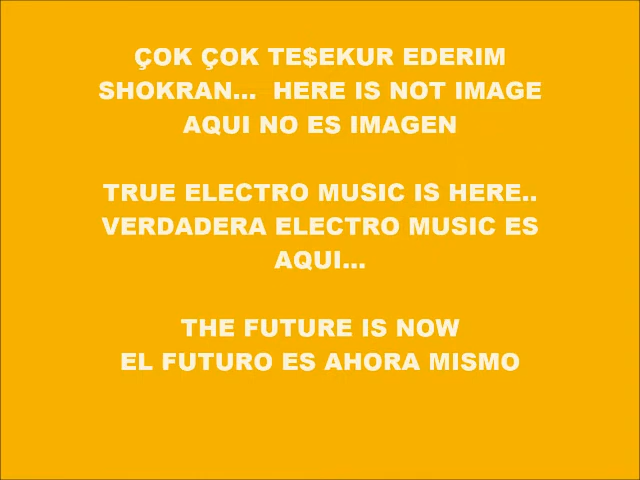 ÇOK ÇOK TE$EKUR EDERIM
SHOKRAN... HERE IS NOT IMAGE
AQUI NO ES IMAGEN
TRUE ELECTRO MUSIC IS HERE..
VERDADERA ELECTRO MUSIC ES
AQUI...
THE FUTURE IS NOW
EL FUTURO ES AHORA MISMO